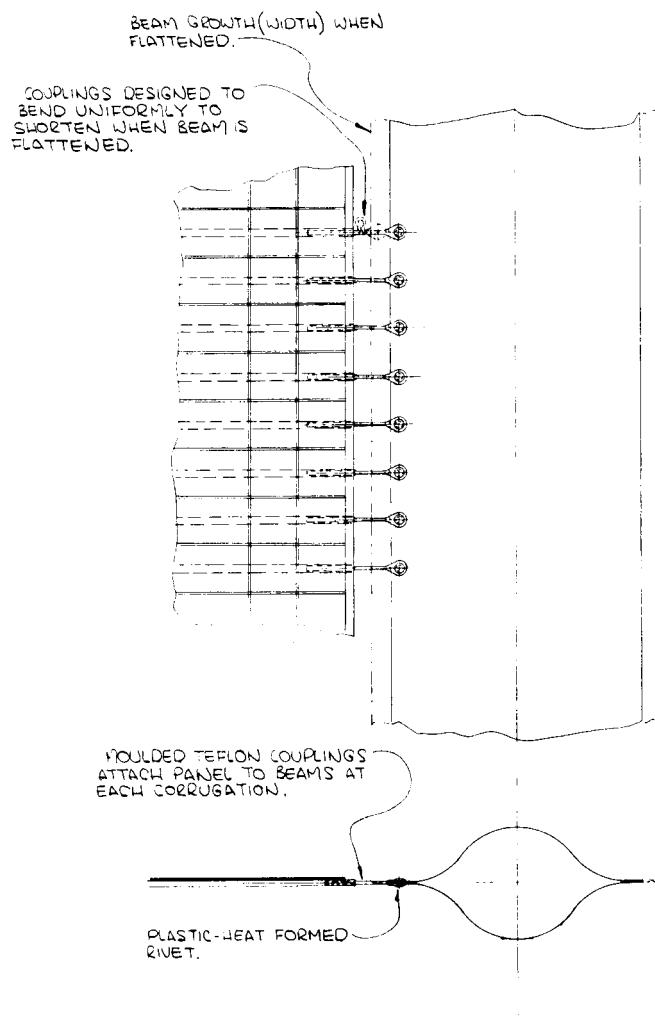 BEAM GROWTH (WIDTH) WHEN
FLATTENED.
COUPLINGS DESIGNED TO
BEND UNIFORMLY TO
SHORTEN WHEN BEAM IS
FLATTENED.
MOULDED TEFLON COUPLINGS
ATTACH PANEL TO BEAMS AT
EACH CORRUGATION.
PLASTIC-HEAT FORMED
RIVET.